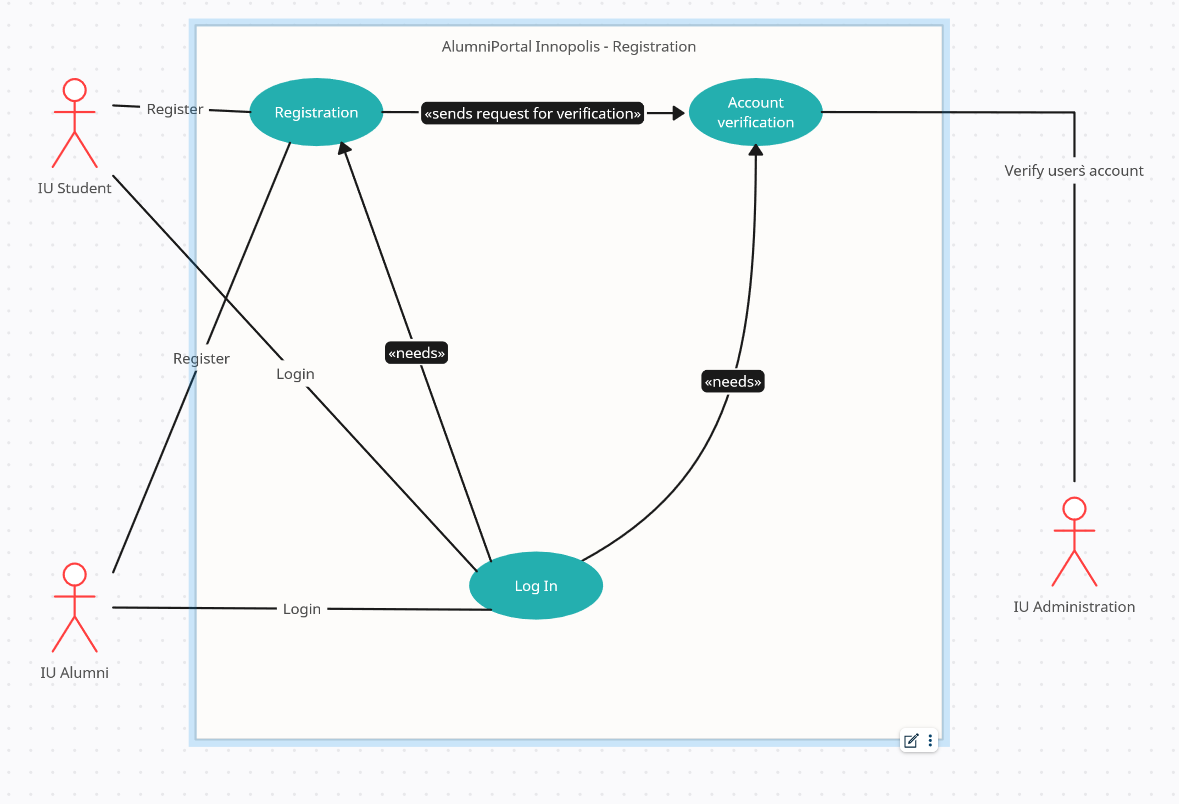 AlumniPortal Innopolis - Registration
Register
Registration
«sends request for verification»
Account
verification
IU Student
Verify users` account
Register
Login
«needs»
«needs»
Log In
Login
IU Alumni
IU Administration